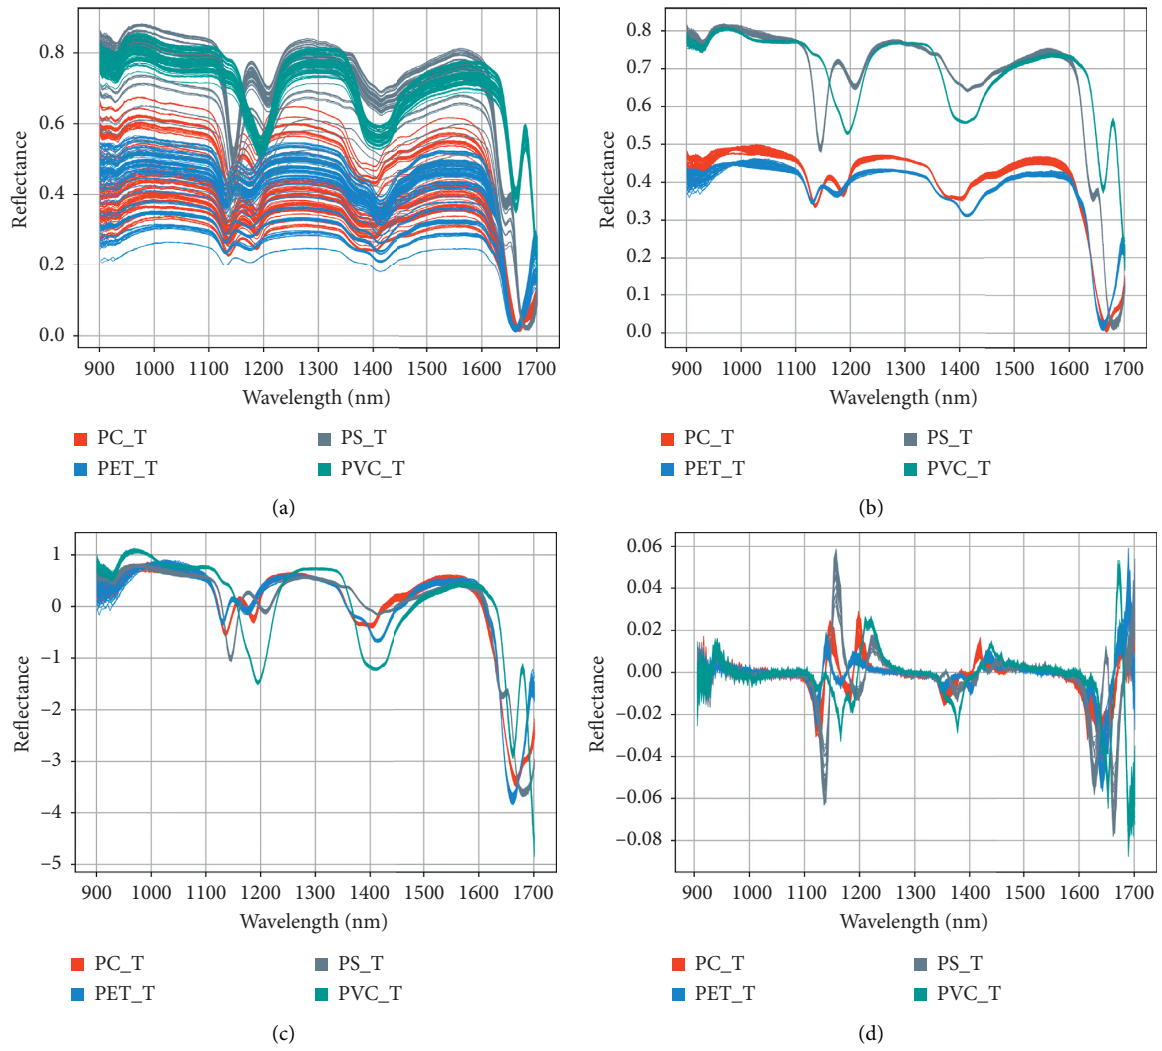 0.8
0.6
0.4
0.2
0.0
Reflectance
900 1000 1100 1200 1300 1400 1500 1600 1700
Wavelength (nm)
PC_T PS_T
PET_T PVC_T
(a)
0.8
0.7
0.6
0.5
0.4
0.3
0.2
0.1
0.0
Reflectance
900 1000 1100 1200 1300 1400 1500 1600 1700
Wavelength (nm)
PC_T PS_T
PET_T PVC_T
(b)
1
0
–1
–2
–3
–4
–5
Reflectance
900 1000 1100 1200 1300 1400 1500 1600 1700
Wavelength (nm)
PC_T PS_T
PET_T PVC_T
(c)
0.06
0.04
0.02
0.00
–0.02
–0.04
–0.06
–0.08
Reflectance
900 1000 1100 1200 1300 1400 1500 1600 1700
Wavelength (nm)
PC_T PS_T
PET_T PVC_T
(d)